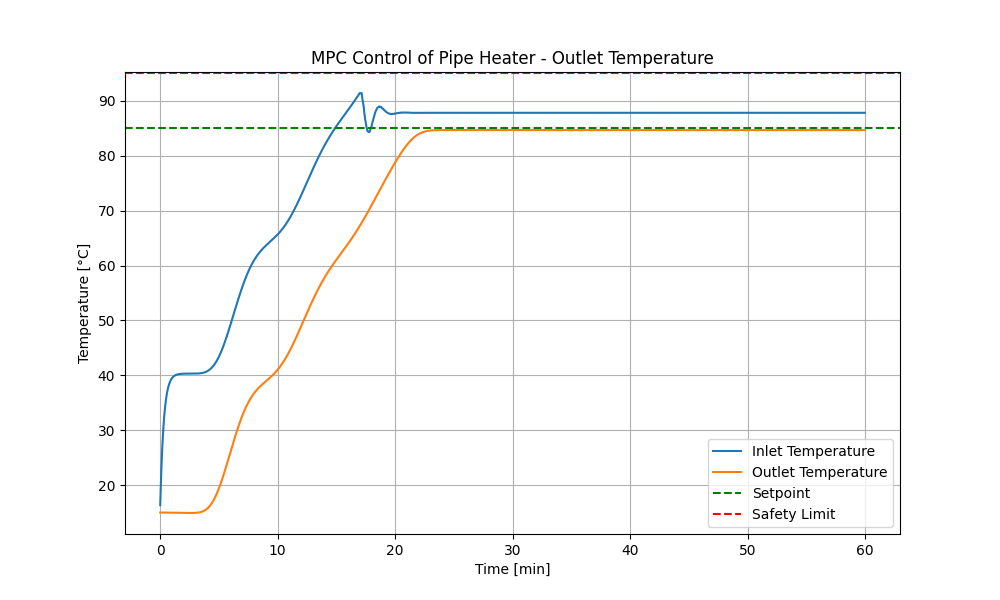 MPC Control of Pipe Heater - Outlet Temperature
Temperature [°C]
90
80
70
60
50
40
30
20
0 10 20 30 40 50 60
Time [min]
Inlet Temperature
Outlet Temperature
Setpoint
Safety Limit